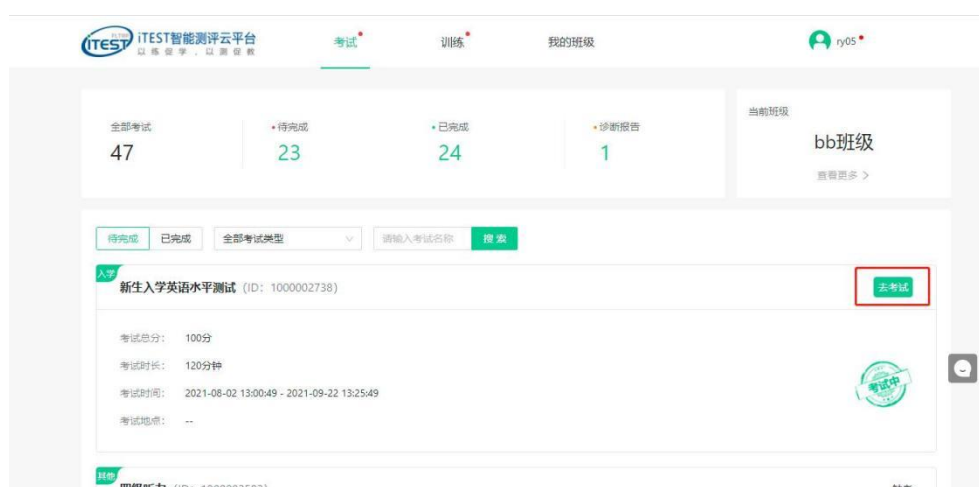 iTEST智能测评云平台
以练促学，以测促教
考试
训练
我的班级
ry05
全部考试
待完成
已完成
诊断报告
47
23
24
1
当前班级
bb班级
查看更多 >
待完成
已完成
全部考试类型
请输入考试名称
搜索
入学
新生入学英语水平测试 (ID: 1000002738)
去考试
考试总分: 100分
考试时长: 120分钟
考试时间: 2021-08-02 13:00:49 - 2021-09-22 13:25:49
考试地点: --
考试中
其他